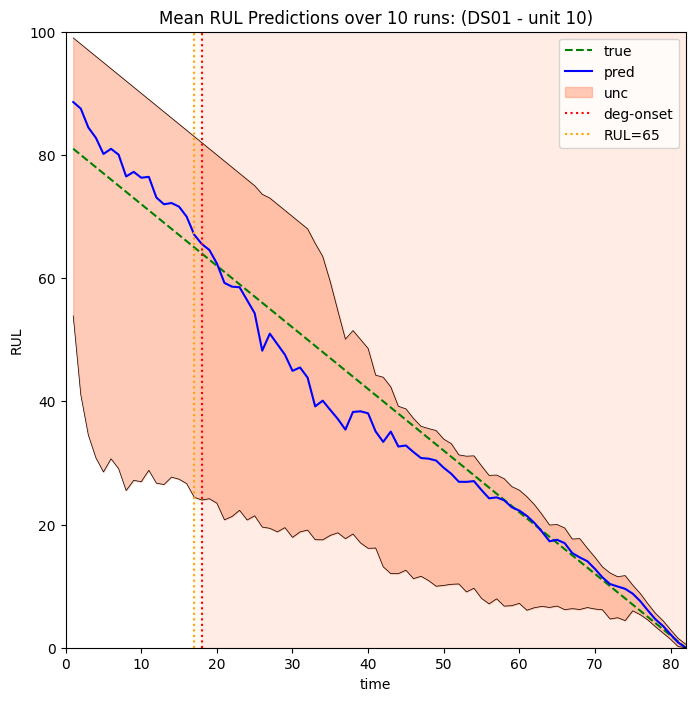 Mean RUL Predictions over 10 runs: (DS01 - unit 10)
100
80
60
40
20
0
RUL
true
pred
unc
deg-onset
RUL=65
0 10 20 30 40 50 60 70 80
time